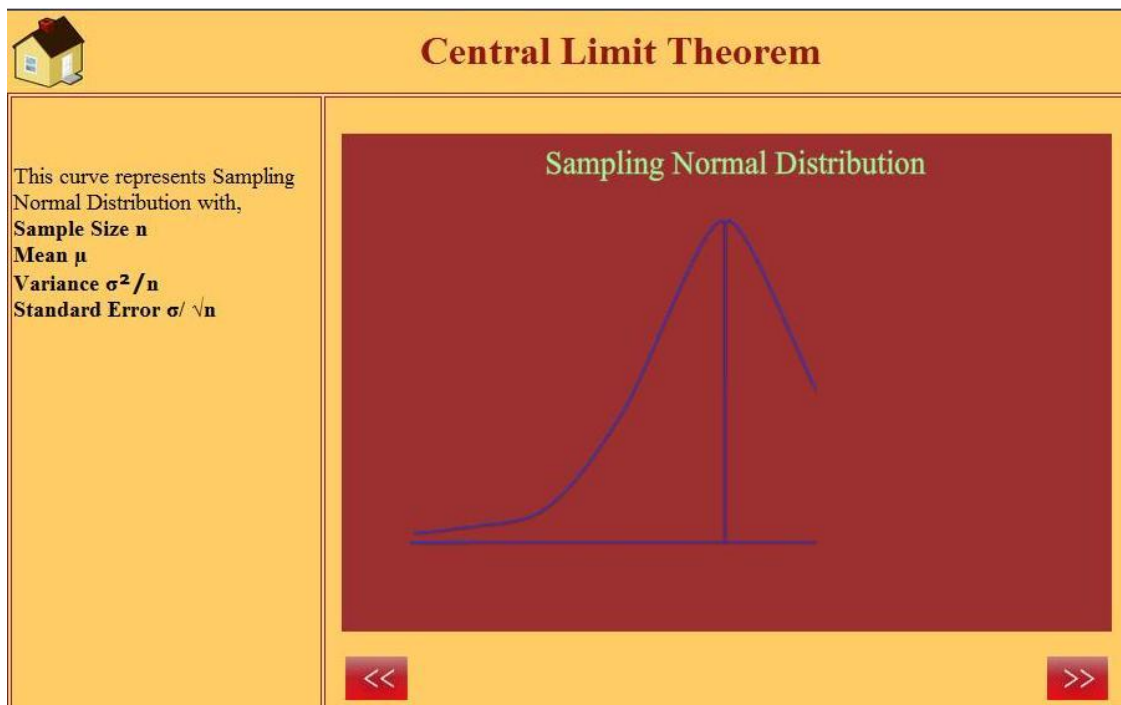 Central Limit Theorem
This curve represents Sampling
Normal Distribution with,
Sample Size n
Mean μ
Variance σ²/n
Standard Error σ/ √n
Sampling Normal Distribution
<<
>>